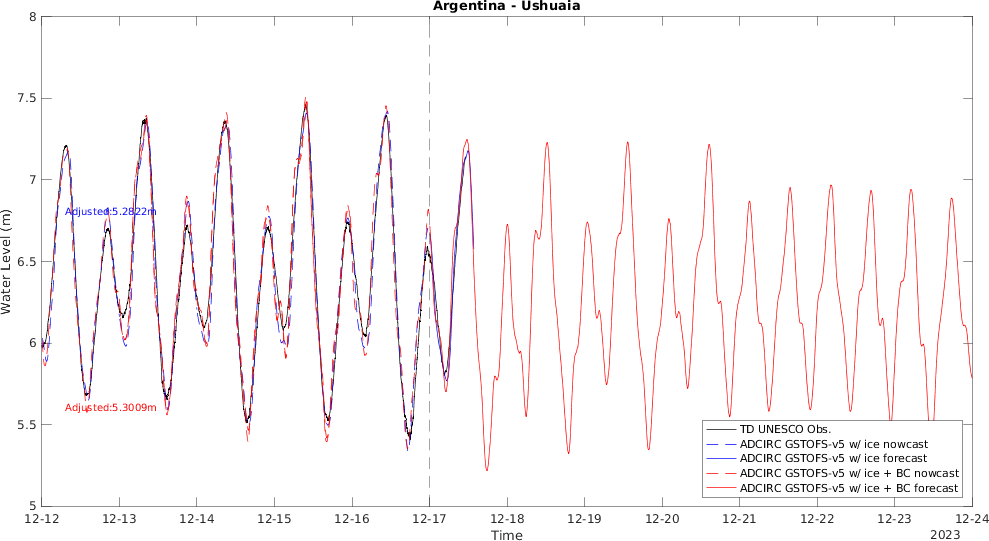 Argentina - Ushuaia
8
7.5
7
6.5
6
5.5
5
Water Level (m)
Adjusted:5.2822m
Adjusted:5.3009m
TD UNESCO Obs.
ADCIRC GSTOFS-v5 w/ ice nowcast
ADCIRC GSTOFS-v5 w/ ice forecast
ADCIRC GSTOFS-v5 w/ ice + BC nowcast
ADCIRC GSTOFS-v5 w/ ice + BC forecast
12-12 12-13 12-14 12-15 12-16 12-17 12-18 12-19 12-20 12-21 12-22 12-23 12-24
Time
2023